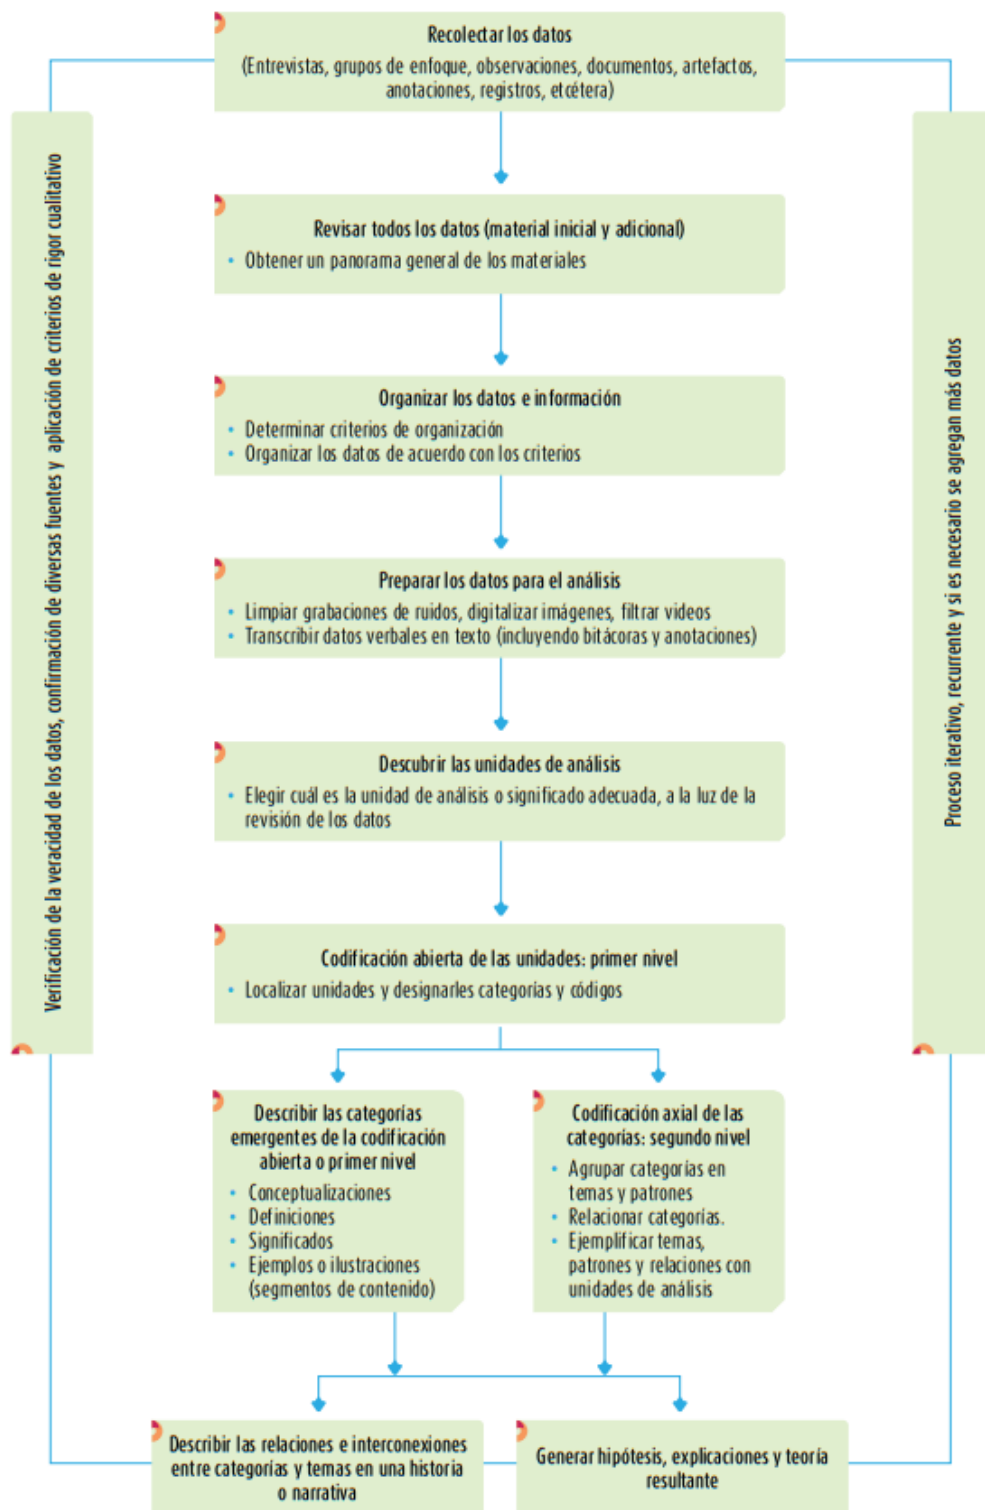 Recolectar los datos
(Entrevistas, grupos de enfoque, observaciones, documentos, artefactos,
anotaciones, registros, etcétera)
Verificación de la veracidad de los datos, confirmación de diversas fuentes y aplicación de criterios de rigor cualitativo
Proceso iterativo, recurrente y si es necesario se agregan más datos
Revisar todos los datos (material inicial y adicional)
• Obtener un panorama general de los materiales
Organizar los datos e información
• Determinar criterios de organización
• Organizar los datos de acuerdo con los criterios
Preparar los datos para el análisis
• Limpiar grabaciones de ruidos, digitalizar imágenes, filtrar videos
• Transcribir datos verbales en texto (incluyendo bitácoras y anotaciones)
Descubrir las unidades de análisis
• Elegir cuál es la unidad de análisis o significado adecuada, a la luz de la
revisión de los datos
Codificación abierta de las unidades: primer nivel
• Localizar unidades y designarles categorías y códigos
Describir las categorías
emergentes de la codificación
abierta o primer nivel
• Conceptualizaciones
• Definiciones
• Significados
• Ejemplos o ilustraciones
(segmentos de contenido)
Codificación axial de las
categorías: segundo nivel
• Agrupar categorías en
temas y patrones
• Relacionar categorías.
• Ejemplificar temas,
patrones y relaciones con
unidades de análisis
Describir las relaciones e interconexiones
entre categorías y temas en una historia
o narrativa
Generar hipótesis, explicaciones y teoría
resultante